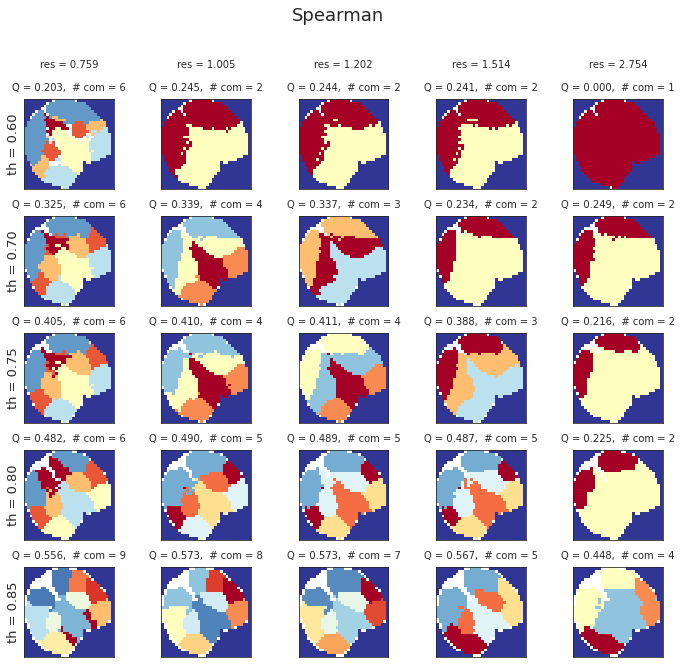 Spearman
res = 0.759 res = 1.005 res = 1.202 res = 1.514 res = 2.754
Q = 0.203, # com = 6 Q = 0.245, # com = 2 Q = 0.244, # com = 2 Q = 0.241, # com = 2 Q = 0.000, # com = 1
th = 0.60
Q = 0.325, # com = 6 Q = 0.339, # com = 4 Q = 0.337, # com = 3 Q = 0.234, # com = 2 Q = 0.249, # com = 2
th = 0.70
Q = 0.405, # com = 6 Q = 0.410, # com = 4 Q = 0.411, # com = 4 Q = 0.388, # com = 3 Q = 0.216, # com = 2
th = 0.75
Q = 0.482, # com = 6 Q = 0.490, # com = 5 Q = 0.489, # com = 5 Q = 0.487, # com = 5 Q = 0.225, # com = 2
th = 0.80
Q = 0.556, # com = 9 Q = 0.573, # com = 8 Q = 0.573, # com = 7 Q = 0.567, # com = 5 Q = 0.448, # com = 4
th = 0.85